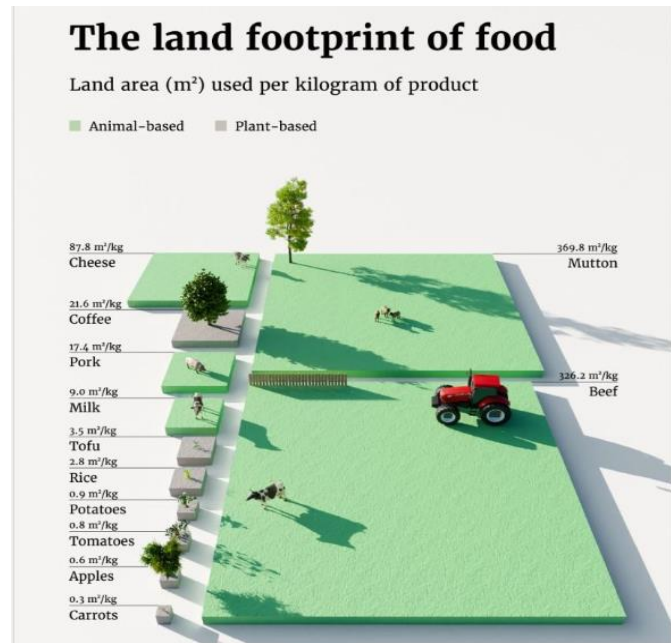 The land footprint of food
Land area (m²) used per kilogram of product
Animal-based Plant-based
87.8 m²/kg
Cheese
369.8 m²/kg
Mutton
21.6 m²/kg
Coffee
17.4 m²/kg
Pork
326.2 m²/kg
Beef
9.0 m²/kg
Milk
3.5 m²/kg
Tofu
2.8 m²/kg
Rice
0.9 m²/kg
Potatoes
0.8 m²/kg
Tomatoes
0.6 m²/kg
Apples
0.3 m²/kg
Carrots